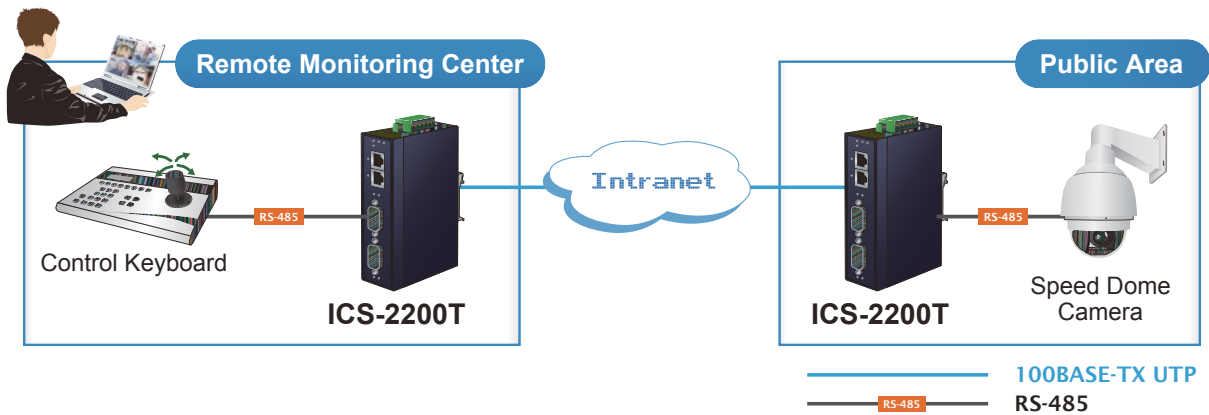 Remote Monitoring Center
Public Area
Intranet
RS-485
RS-485
Control Keyboard
ICS-2200T
ICS-2200T
Speed Dome
Camera
100BASE-TX UTP
RS-485
RS-485